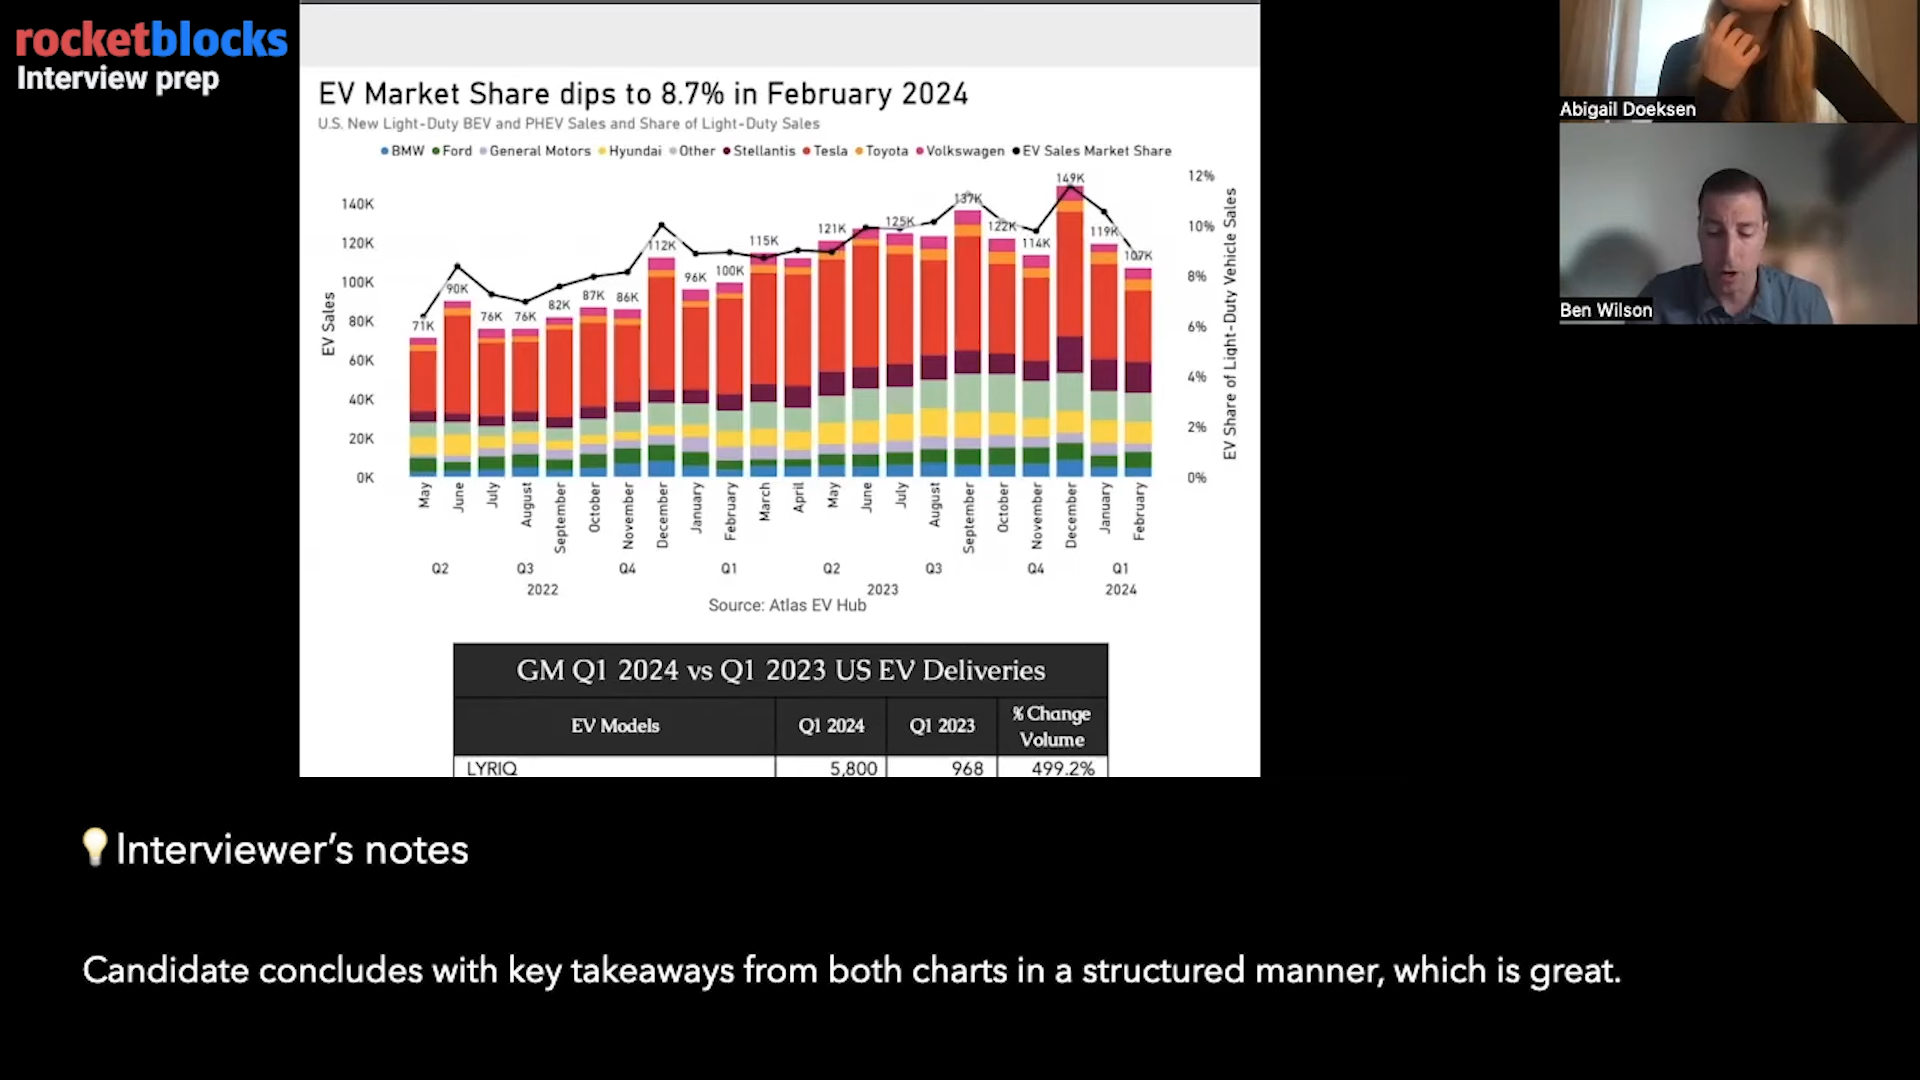 rocketblocks
Interview prep
EV Market Share dips to 8.7% in February 2024
U.S. New Light-Duty BEV and PHEV Sales and Share of Light-Duty Sales
BMW Ford General Motors Hyundai Other Stellantis Tesla Toyota Volkswagen EV Sales Market Share
EV Sales
140K
120K
100K
80K
60K
40K
20K
0K
71K 90K 76K 76K 82K 87K 86K 112K 96K 100K 115K 121K 125K 137K 122K 114K 149K 119K 107K
12%
10%
8%
6%
4%
2%
0%
EV Share of Light-Duty Vehicle Sales
May June July August September October November December January February March April May June July August September October November December January February
Q2 Q3 Q4 Q1 Q2 Q3 Q4 Q1
2022 2023 2024
Source: Atlas EV Hub
GM Q1 2024 vs Q1 2023 US EV Deliveries
EV Models Q1 2024 Q1 2023 % Change
Volume
LYRIQ 5,800 968 499.2%
Abigail Doeksen
Ben Wilson
Interviewer's notes
Candidate concludes with key takeaways from both charts in a structured manner, which is great.